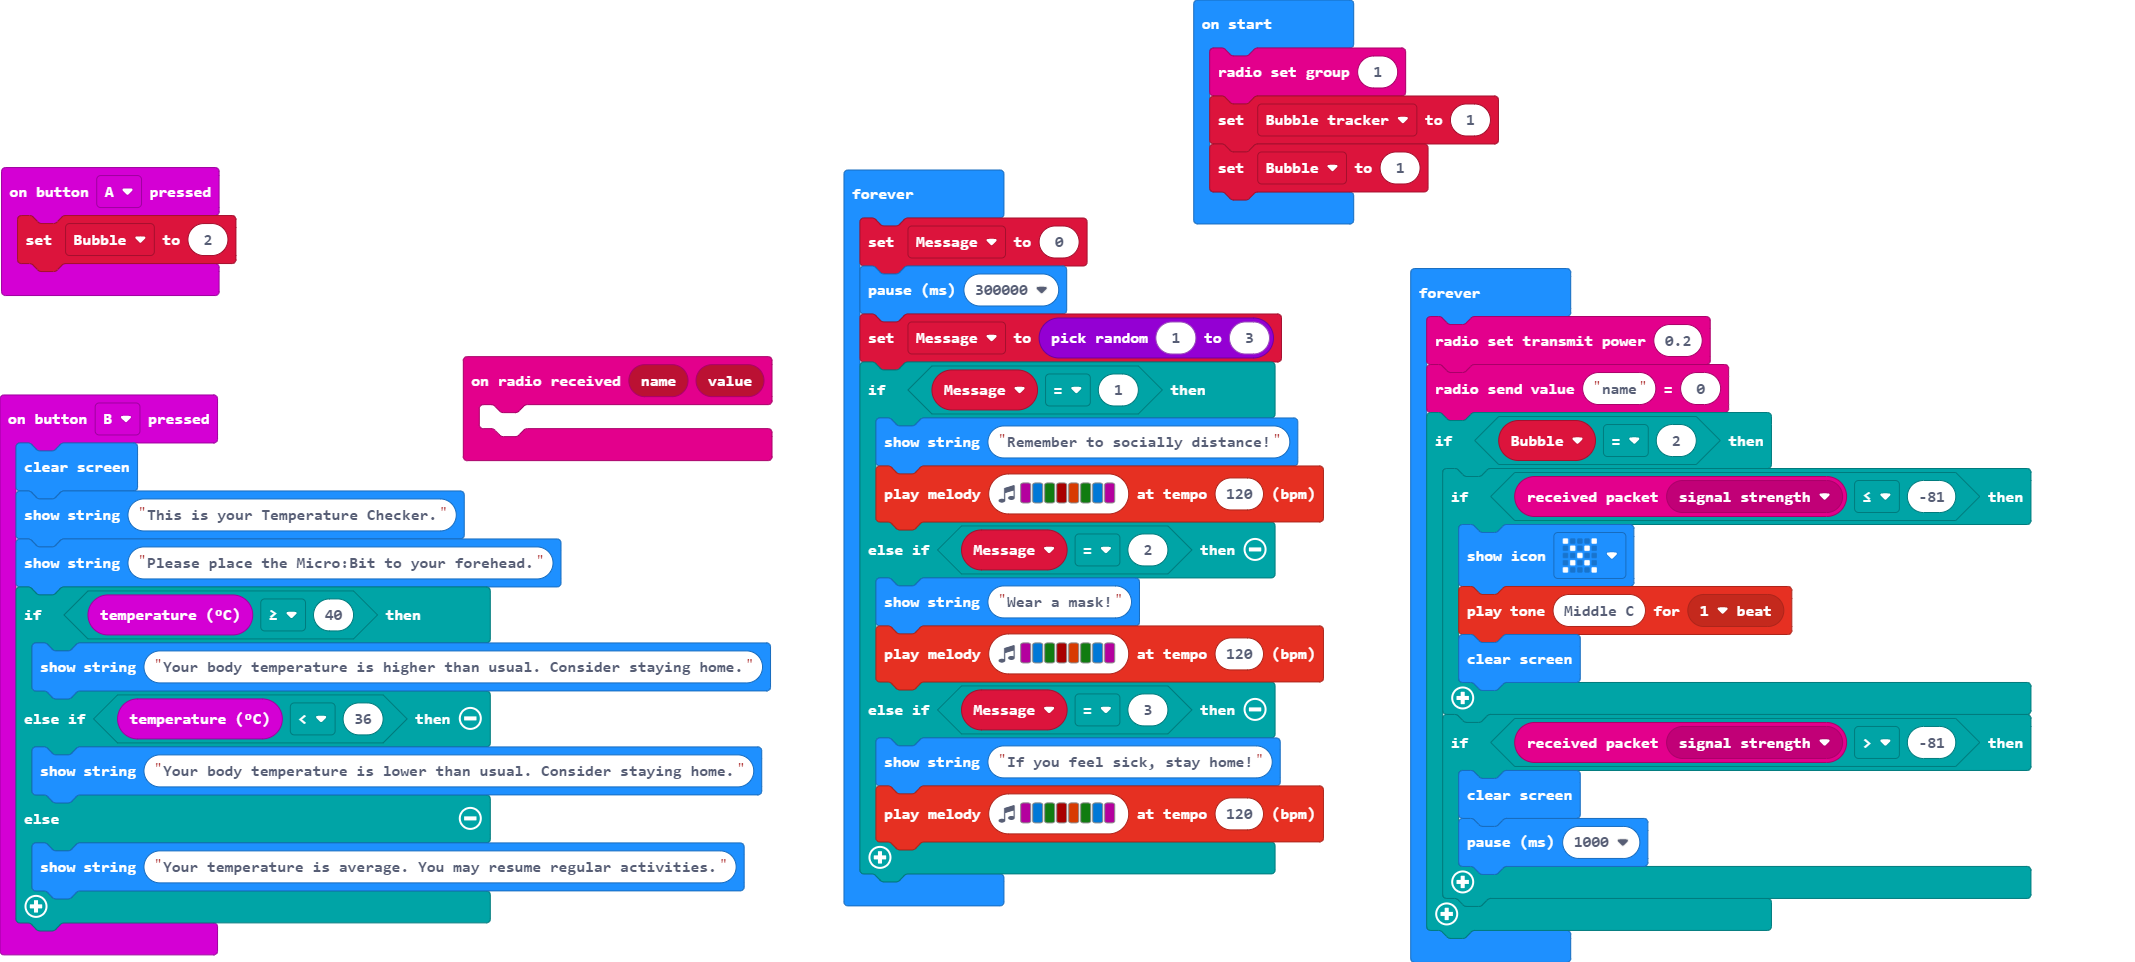 on button A pressed
set Bubble to 2
on button B pressed
clear screen
show string "This is your Temperature Checker."
show string "Please place the Micro:Bit to your forehead."
if temperature (ºC) ≥ 40 then
show string "Your body temperature is higher than usual. Consider staying home."
else if temperature (ºC) < 36 then
show string "Your body temperature is lower than usual. Consider staying home."
else
show string "Your temperature is average. You may resume regular activities."
on radio received name value
forever
set Message to 0
pause (ms) 300000
set Message to pick random 1 to 3
if Message = 1 then
show string "Remember to socially distance!"
play melody at tempo 120 (bpm)
else if Message = 2 then
show string "Wear a mask!"
play melody at tempo 120 (bpm)
else if Message = 3 then
show string "If you feel sick, stay home!"
play melody at tempo 120 (bpm)
on start
radio set group 1
set Bubble tracker to 1
set Bubble to 1
forever
radio set transmit power 0.2
radio send value "name" = 0
if Bubble = 2 then
if received packet signal strength ≤ -81 then
show icon
play tone Middle C for 1 beat
clear screen
if received packet signal strength > -81 then
clear screen
pause (ms) 1000